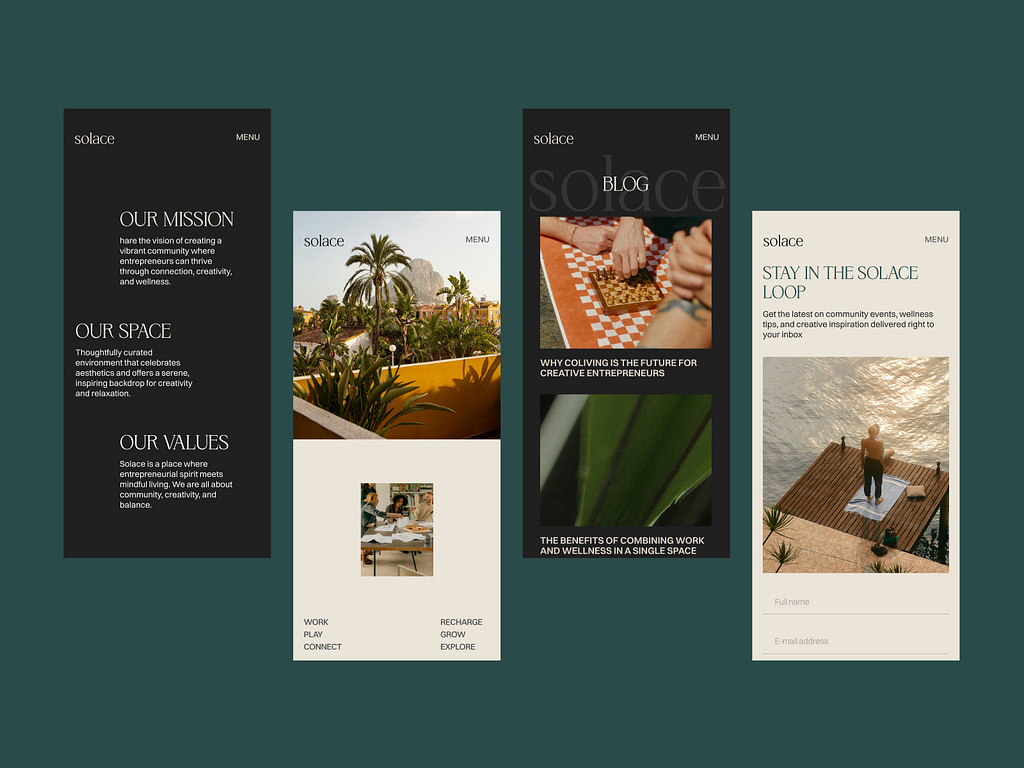 solace
MENU
OUR MISSION
hare the vision of creating a
vibrant community where
entrepreneurs can thrive
through connection, creativity,
and wellness.
OUR SPACE
Thoughtfully curated
environment that celebrates
aesthetics and offers a serene,
inspiring backdrop for creativity
and relaxation.
OUR VALUES
Solace is a place where
entrepreneurial spirit meets
mindful living. We are all about
community, creativity, and
balance.
solace
MENU
WORK
PLAY
CONNECT
RECHARGE
GROW
EXPLORE
solace
MENU
solace
BLOG
WHY COLIVING IS THE FUTURE FOR
CREATIVE ENTREPRENEURS
THE BENEFITS OF COMBINING WORK
AND WELLNESS IN A SINGLE SPACE
solace
MENU
STAY IN THE SOLACE
LOOP
Get the latest on community events, wellness
tips, and creative inspiration delivered right to
your inbox
Full name
E-mail address